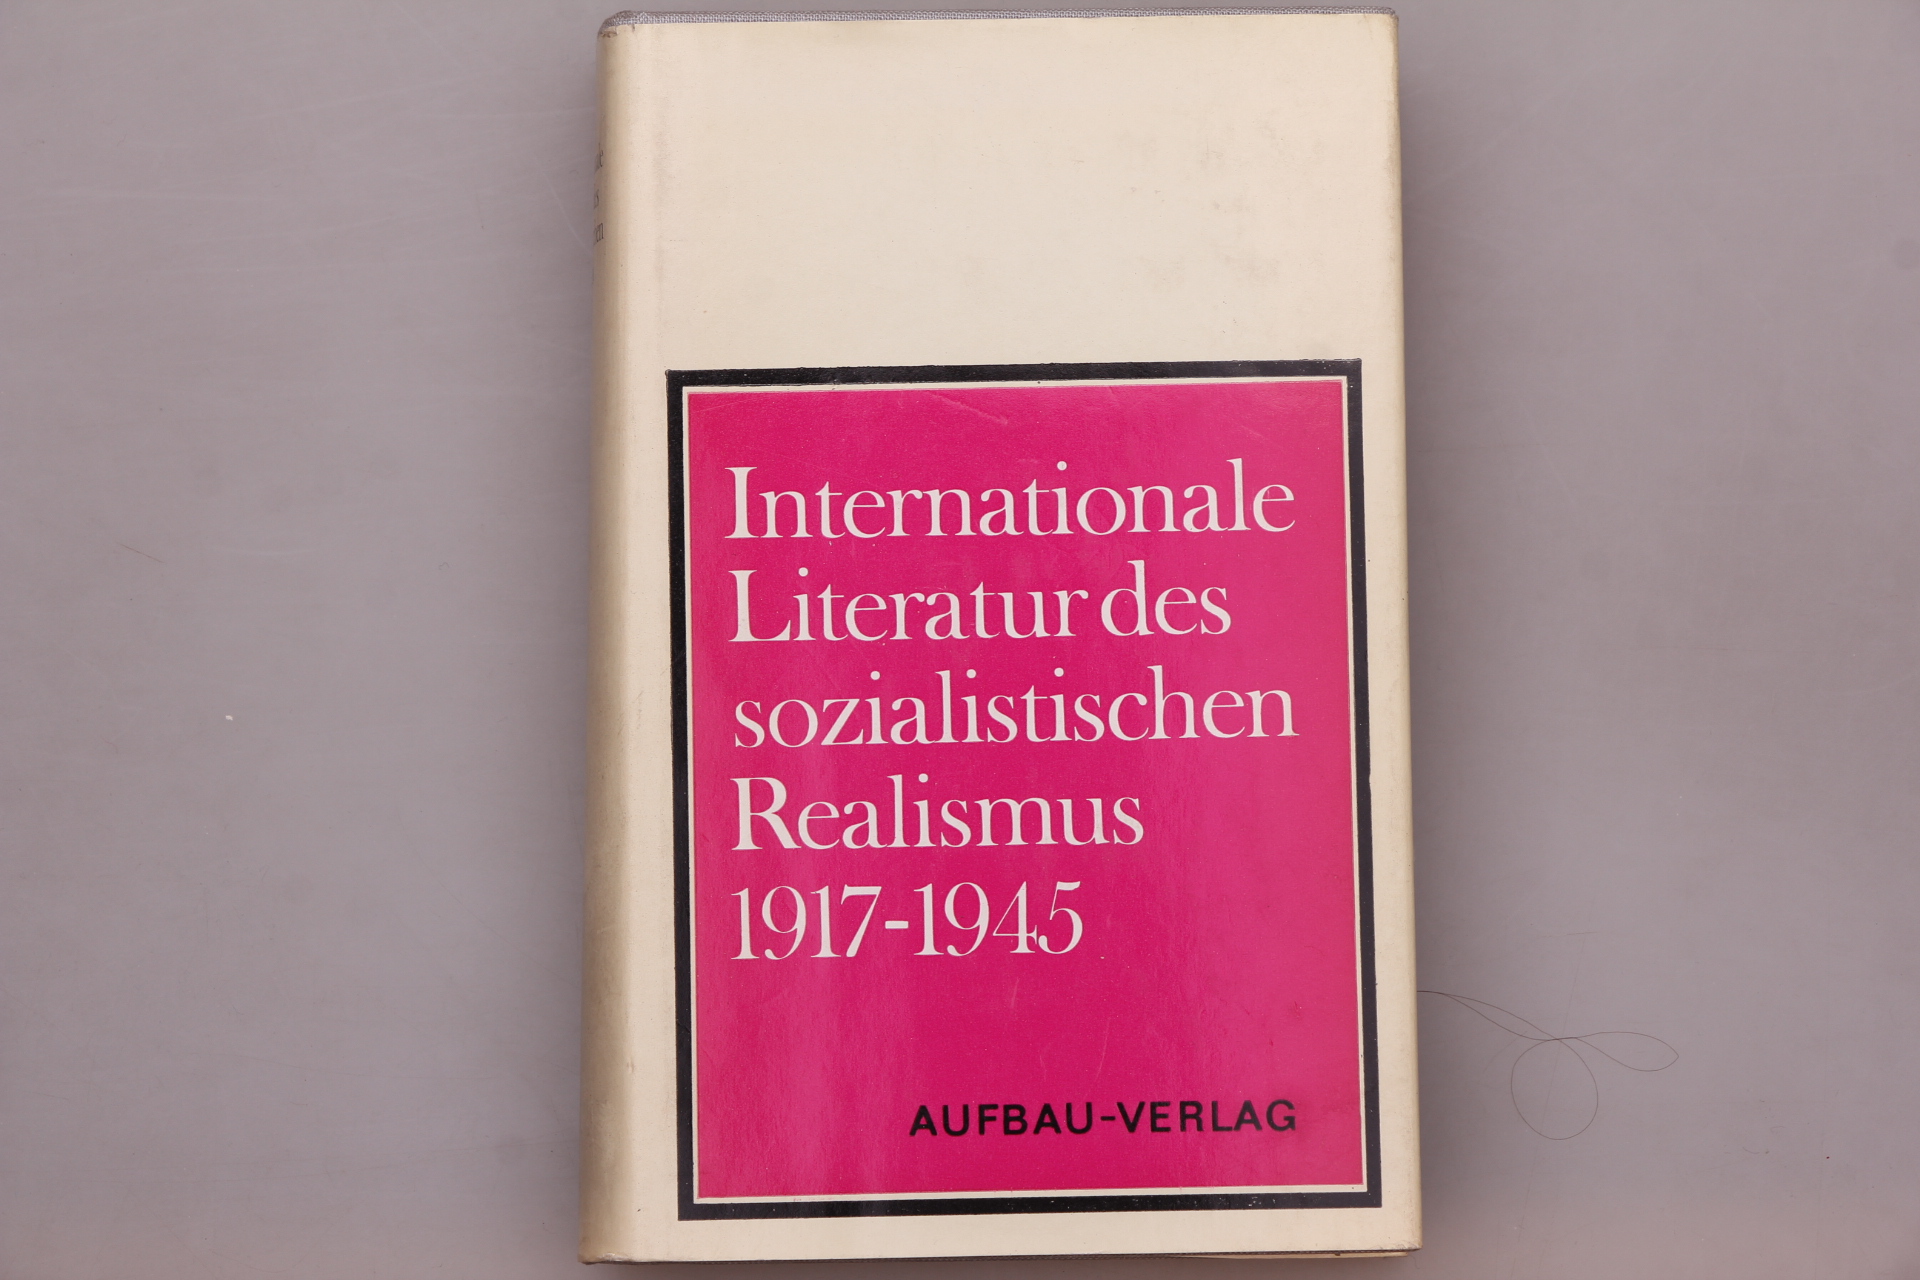 Internationale
Literatur des
sozialistischen
Realismus
1917-1945
AUFBAU-VERLAG